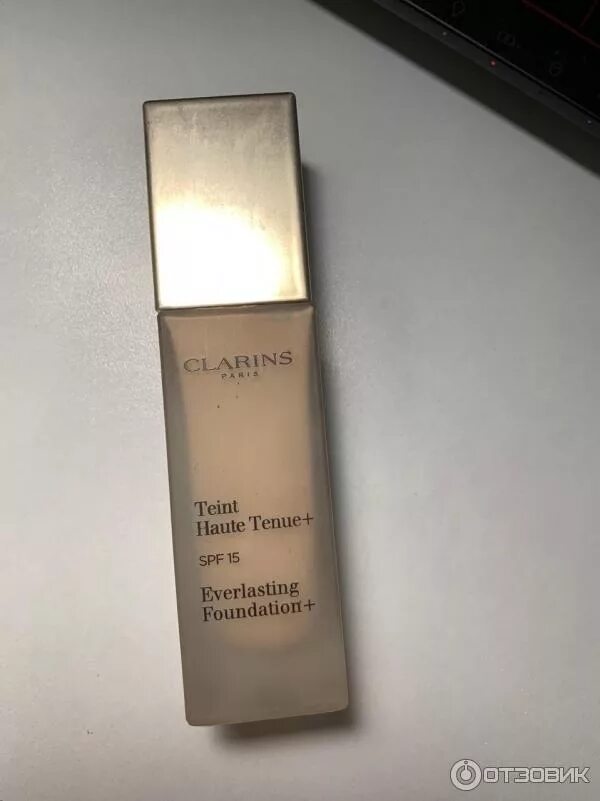 CLARINS
PARIS
Teint
Haute Tenue+
SPF 15
Everlasting
Foundation+
ОТЗОВИК